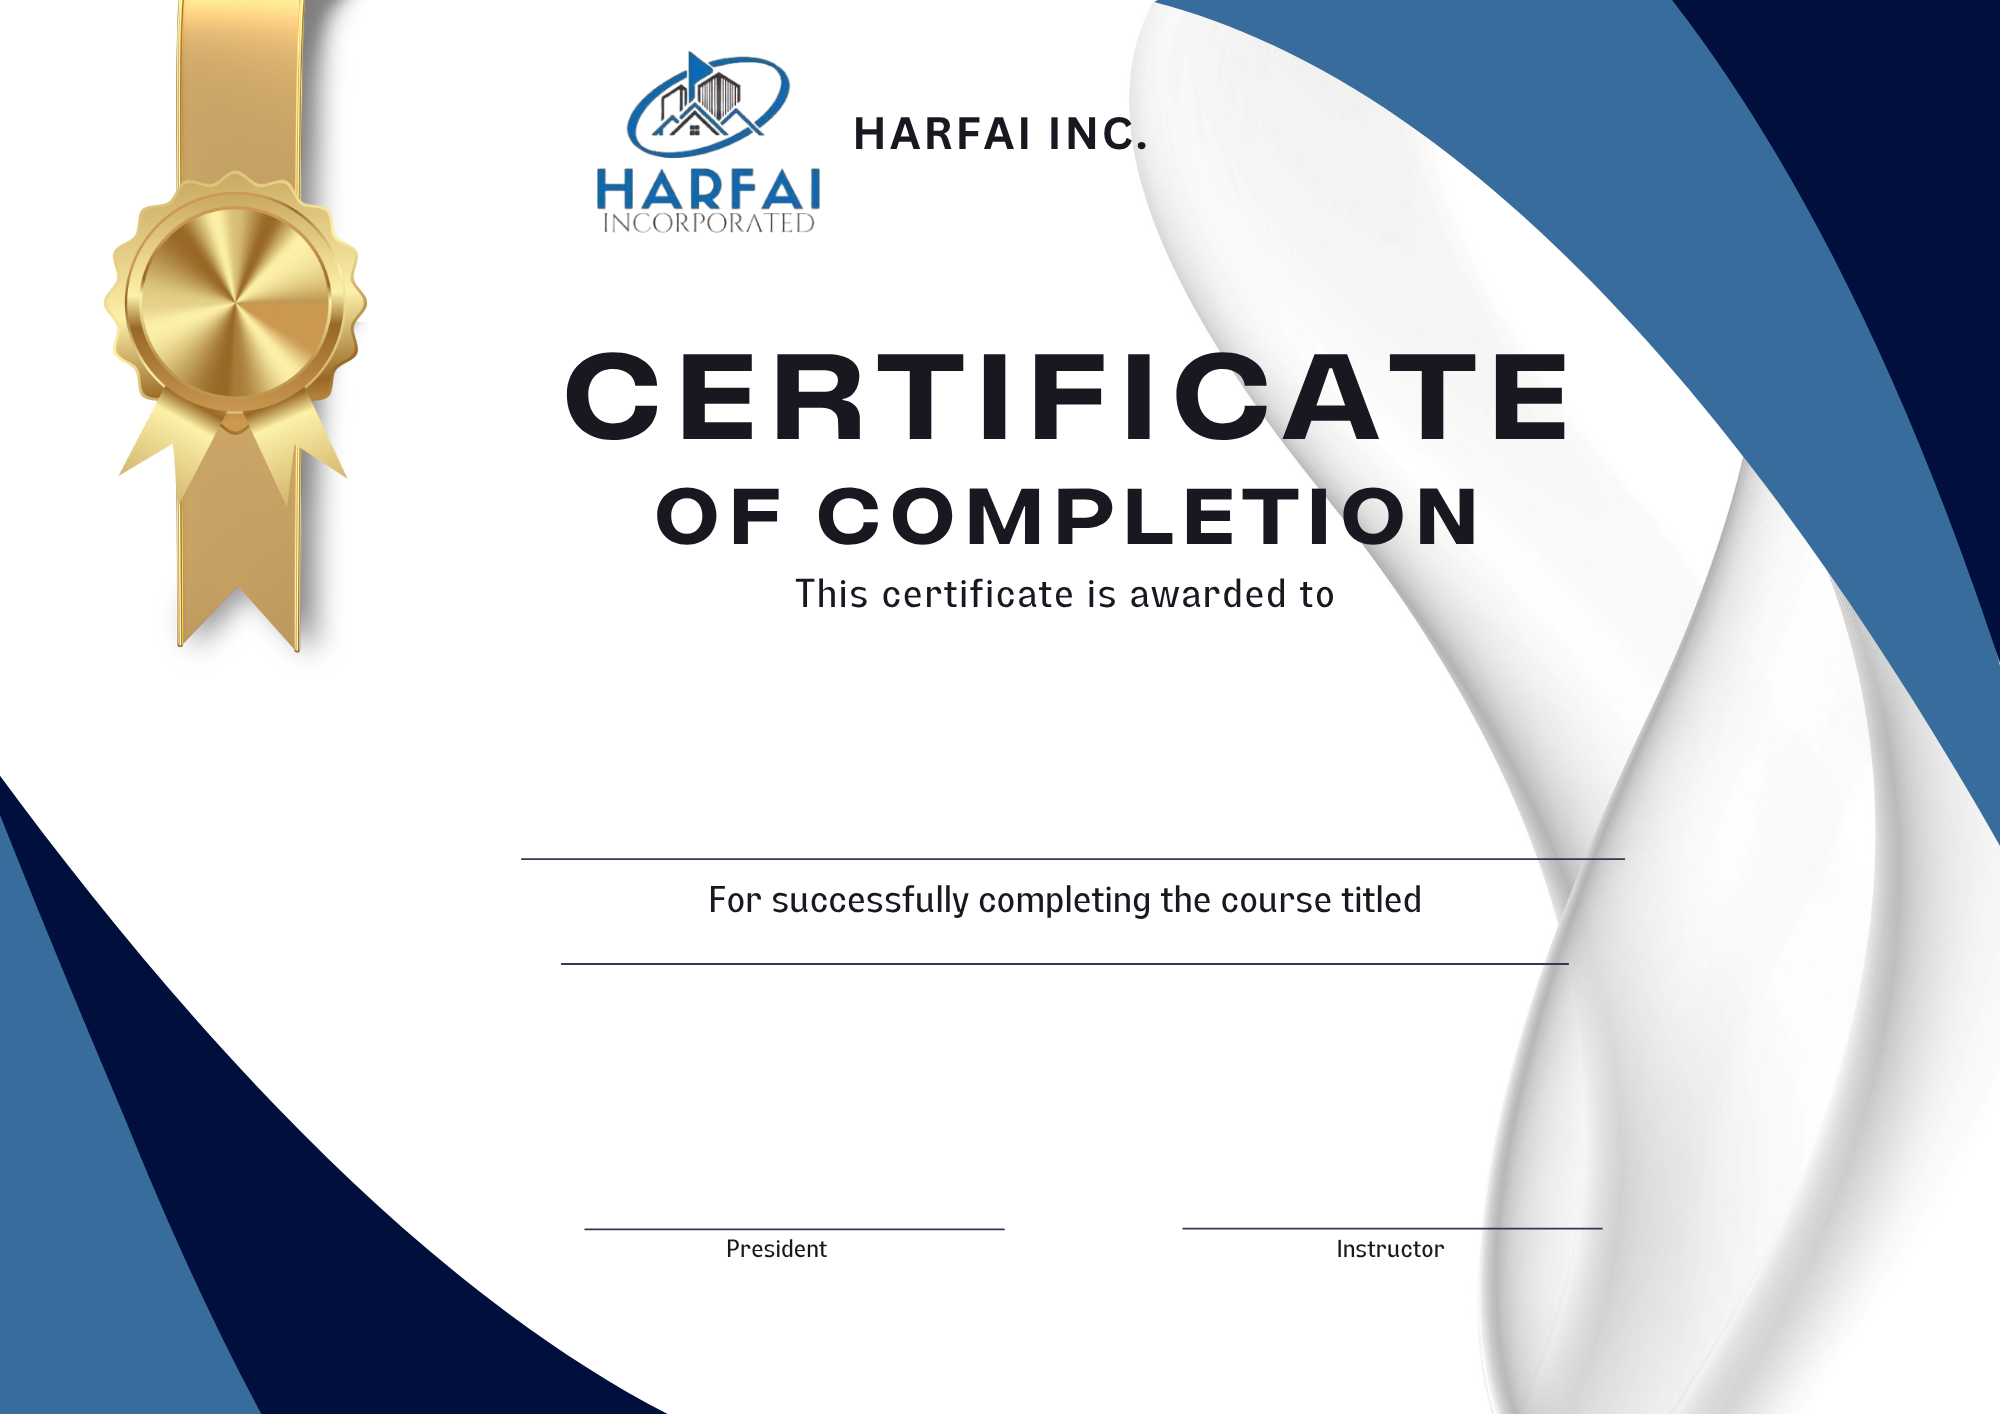 HARFAI
INCORPORATED
HARFAI INC.
CERTIFICATE
OF COMPLETION
This certificate is awarded to
For successfully completing the course titled
President
Instructor